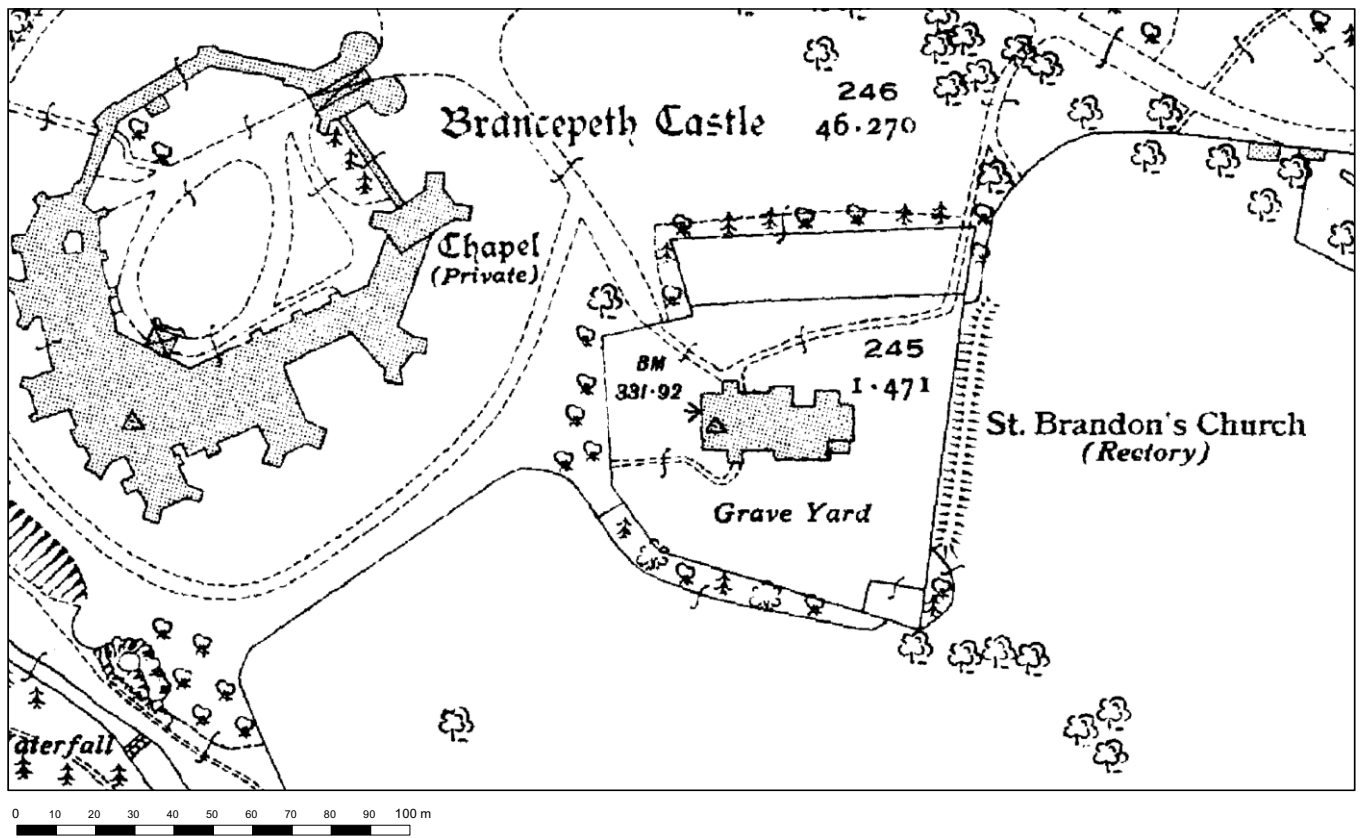 Brancepeth Castle
246
46·270
Chapel
(Private)
BM
331·92
245
1·471
St. Brandon's Church
(Rectory)
Grave Yard
aterfall
0 10 20 30 40 50 60 70 80 90 100 m